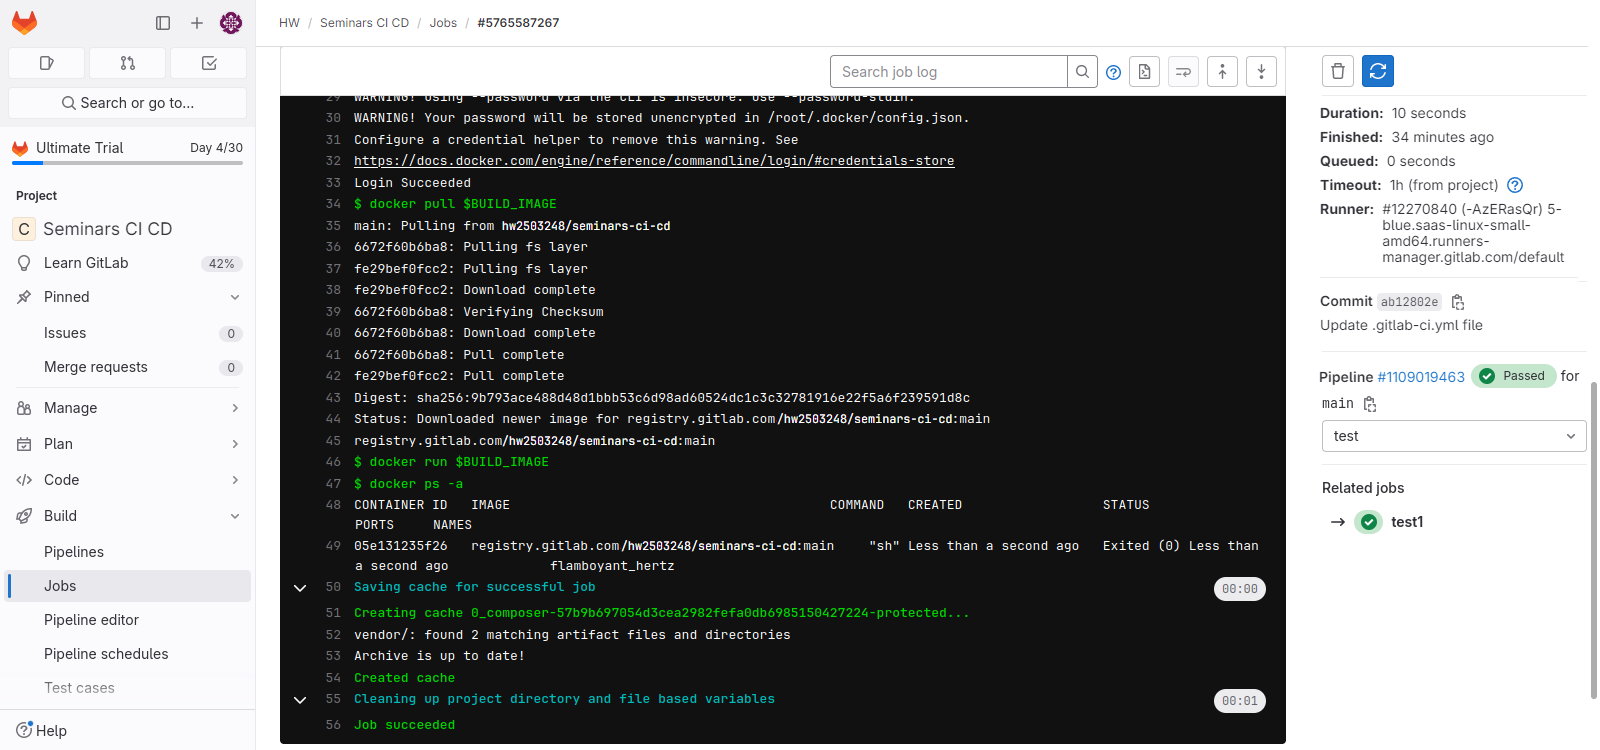 HW / Seminars CI CD / Jobs / #5765587267
Search or go to...
Ultimate Trial Day 4/30
Project
C Seminars CI CD
Learn GitLab 42%
Pinned
Issues 0
Merge requests 0
Manage
Plan
Code
Build
Pipelines
Jobs
Pipeline editor
Pipeline schedules
Test cases
Help
Search job log
29 WARNING! Using --password via the CLI is insecure. Use --password-stdin.
30 WARNING! Your password will be stored unencrypted in /root/.docker/config.json.
31 Configure a credential helper to remove this warning. See
32 https://docs.docker.com/engine/reference/commandline/login/#credentials-store
33 Login Succeeded
34 $ docker pull $BUILD_IMAGE
35 main: Pulling from hw2503248/seminars-ci-cd
36 6672f60b6ba8: Pulling fs layer
37 fe29bef0fcc2: Pulling fs layer
38 fe29bef0fcc2: Download complete
39 6672f60b6ba8: Verifying Checksum
40 6672f60b6ba8: Download complete
41 6672f60b6ba8: Pull complete
42 fe29bef0fcc2: Pull complete
43 Digest: sha256:9b793ace488d48d1bbb53c6d98ad60524dc1c3c32781916e22f5a6f239591d8c
44 Status: Downloaded newer image for registry.gitlab.com/hw2503248/seminars-ci-cd:main
45 registry.gitlab.com/hw2503248/seminars-ci-cd:main
46 $ docker run $BUILD_IMAGE
47 $ docker ps -a
48 CONTAINER ID IMAGE COMMAND CREATED STATUS
PORTS NAMES
49 05e131235f26 registry.gitlab.com/hw2503248/seminars-ci-cd:main "sh" Less than a second ago Exited (0) Less than
a second ago flamboyant_hertz
50 Saving cache for successful job 00:00
51 Creating cache 0_composer-57b9b697054d3cea2982fefa0db6985150427224-protected...
52 vendor/: found 2 matching artifact files and directories
53 Archive is up to date!
54 Created cache
55 Cleaning up project directory and file based variables 00:01
56 Job succeeded
Duration: 10 seconds
Finished: 34 minutes ago
Queued: 0 seconds
Timeout: 1h (from project)
Runner: #12270840 (-AzERasQr) 5-
blue.saas-linux-small-
amd64.runners-
manager.gitlab.com/default
Commit ab12802e
Update .gitlab-ci.yml file
Pipeline #1109019463 Passed for
main
test
Related jobs
test1